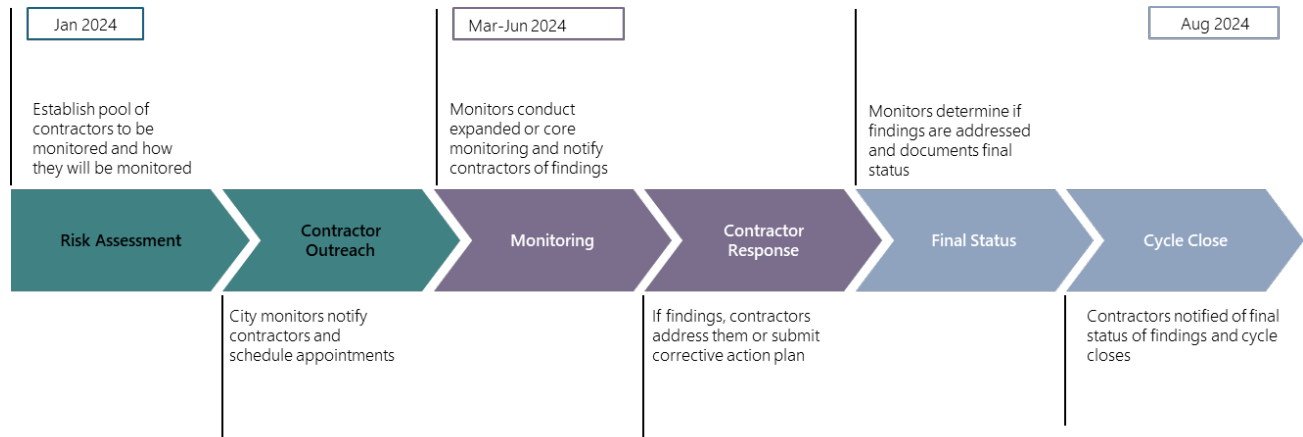 Jan 2024
Mar-Jun 2024
Aug 2024
Establish pool of
contractors to be
monitored and how
they will be monitored
Monitors conduct
expanded or core
monitoring and notify
contractors of findings
Monitors determine if
findings are addressed
and documents final
status
Risk Assessment
Contractor
Outreach
Monitoring
Contractor
Response
Final Status
Cycle Close
City monitors notify
contractors and
schedule appointments
If findings, contractors
address them or submit
corrective action plan
Contractors notified of final
status of findings and cycle
closes